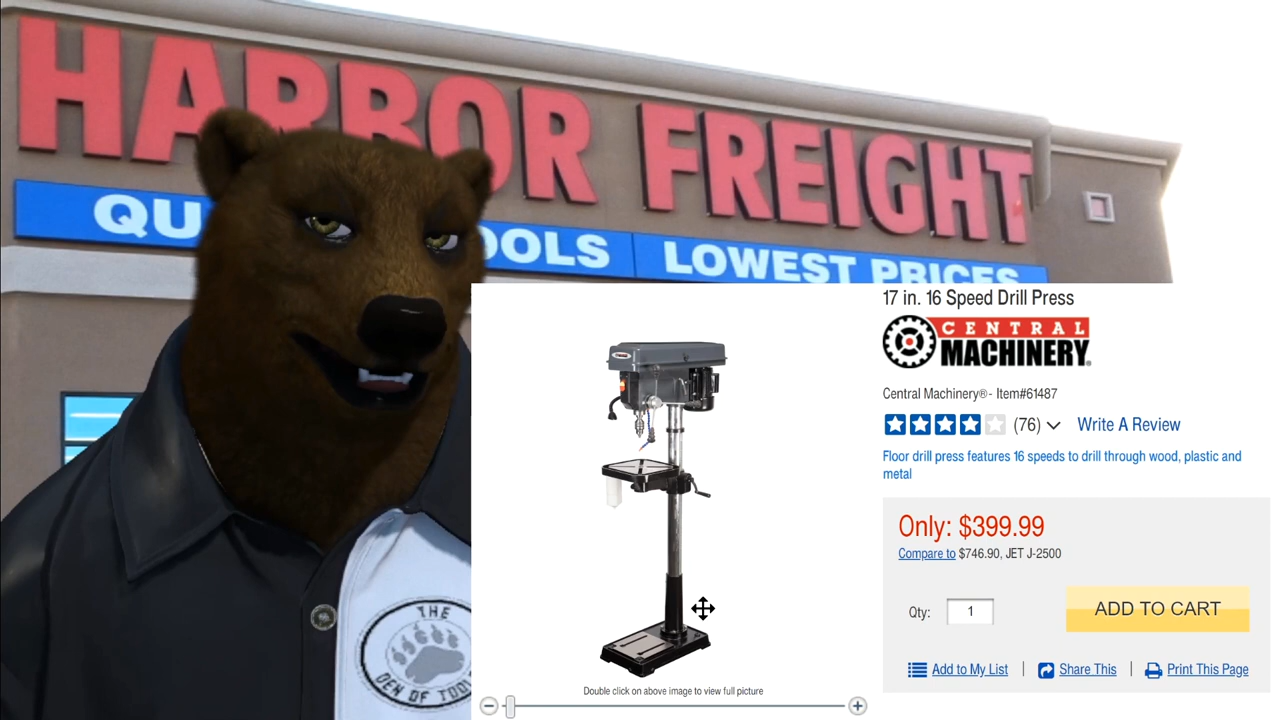 HARBOR FREIGHT
QU OOLS LOWEST PRICES
THE
DEN OF TOOL
17 in. 16 Speed Drill Press
CENTRAL
MACHINERY®
Central Machinery® - Item#61487
(76) Write A Review
Floor drill press features 16 speeds to drill through wood, plastic and
metal
Only: $399.99
Compare to $746.90, JET J-2500
Qty: 1 ADD TO CART
Add to My List | Share This | Print This Page
Double click on above image to view full picture